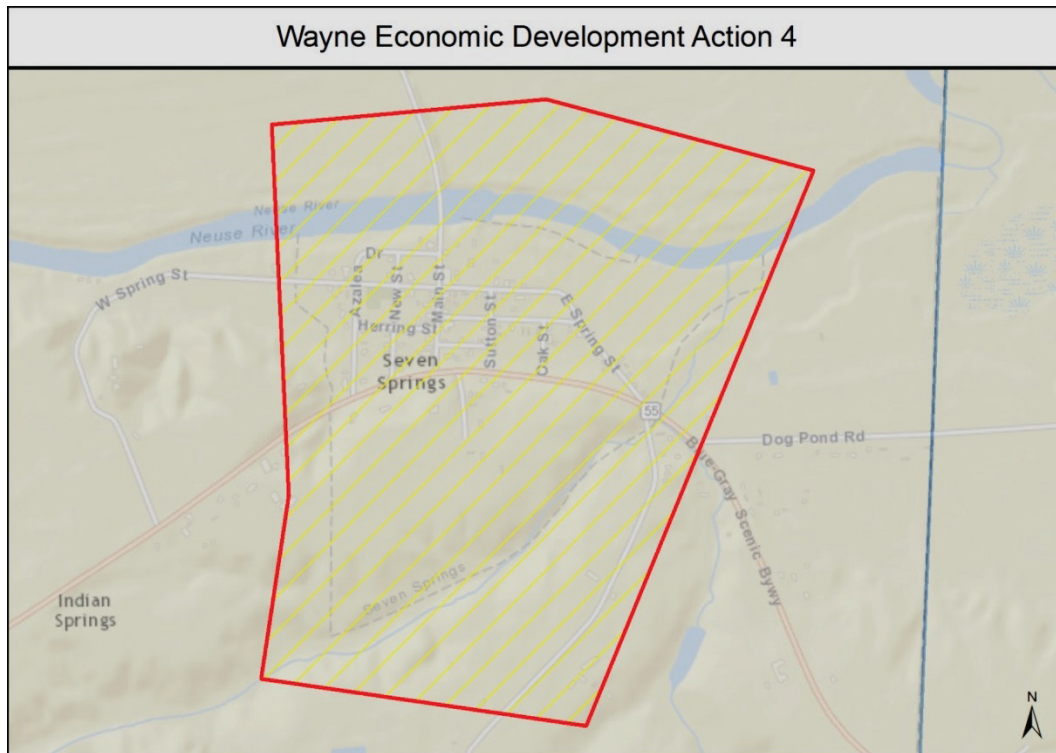 Wayne Economic Development Action 4
Neuse River
Neuse River
W Spring St
Dr
Azalea
New St
Main St
Herring St
Sutton St
Oak St
E Spring St
Seven
Springs
55
Dog Pond Rd
Blue-Gray Scenic Bywy
Seven Springs
Indian
Springs
N